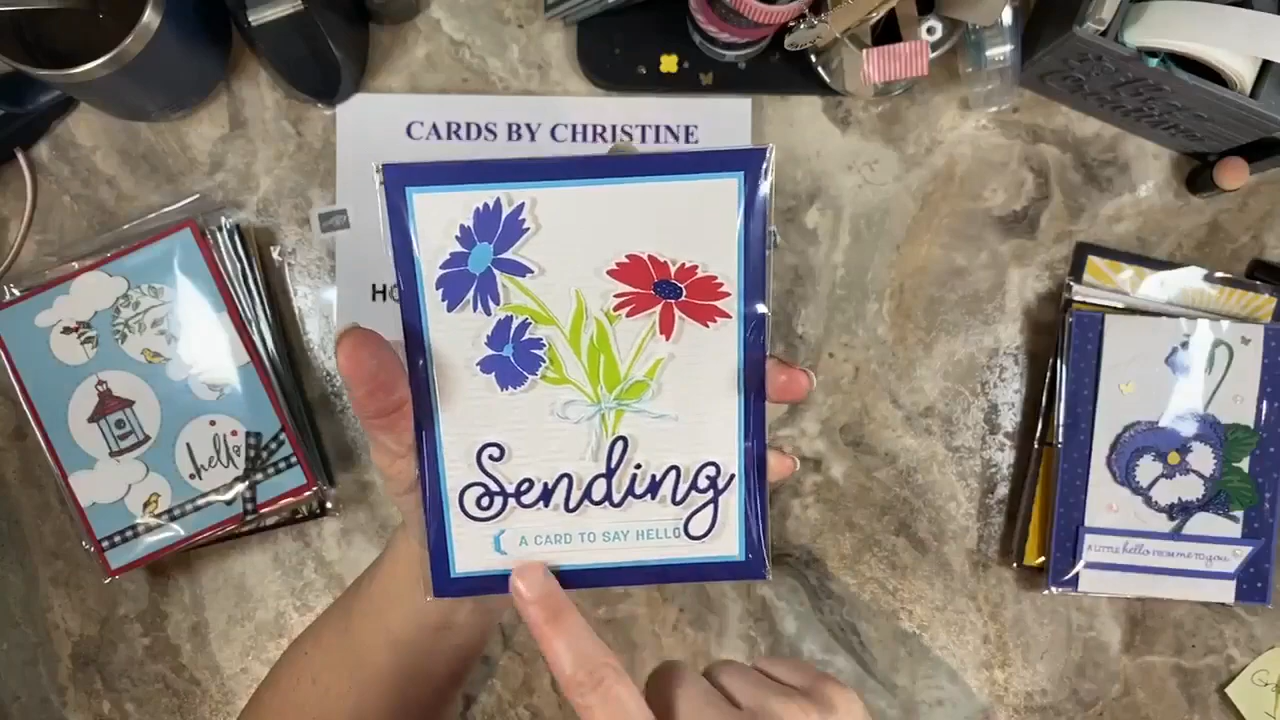 CARDS BY CHRISTINE
HO
Sending
A CARD TO SAY HELLO
hello
A LITTLE hello FROM ME TO you